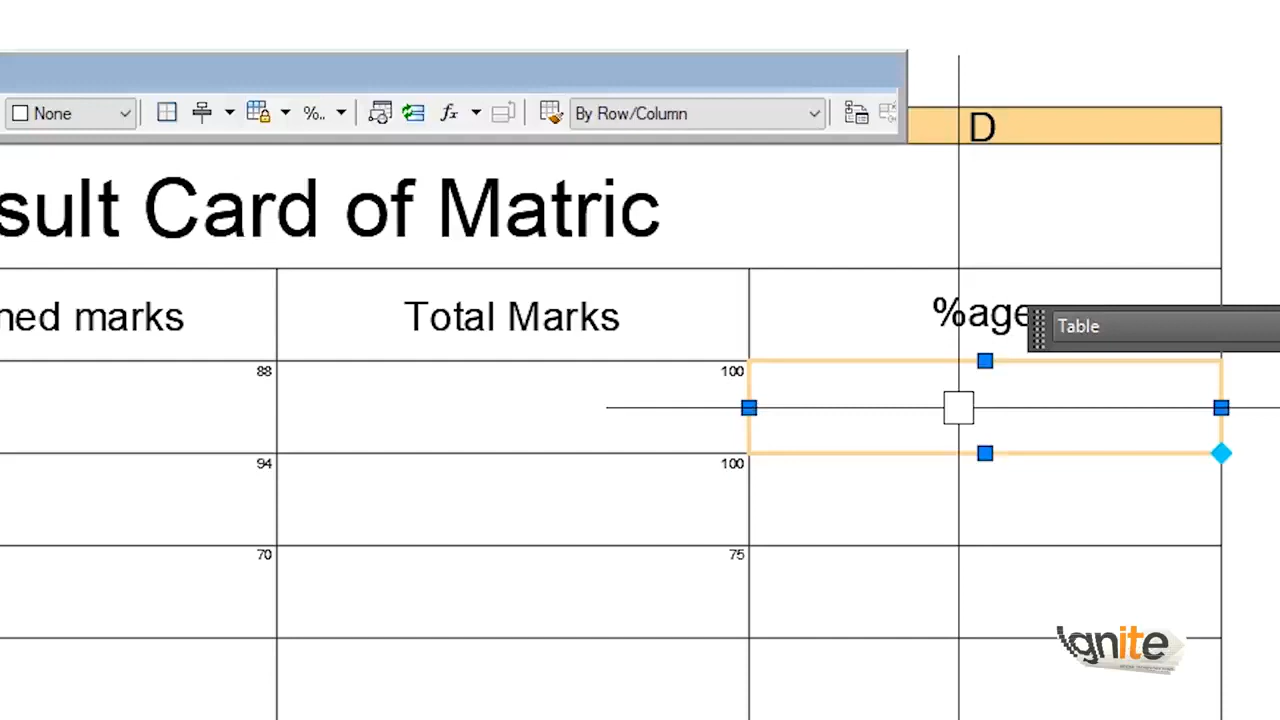 None
%..
fx
By Row/Column
D
sult Card of Matric
ned marks
Total Marks
%age
Table
88
100
94
100
70
75
ignite